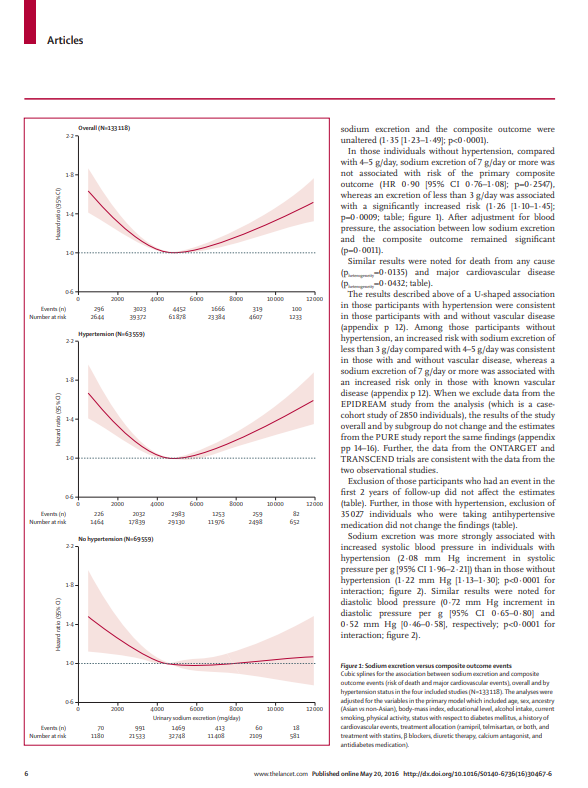 Articles
Overall (N=133118)
2·2
1·8
1·4
1·0
0·6
Hazard ratio (95% CI)
0 2000 4000 6000 8000 10000 12000
Events (n) 296 3023 4452 1666 319 100
Number at risk 2644 39372 61878 23384 4607 1233
Hypertension (N=63559)
2·2
1·8
1·4
1·0
0·6
Hazard ratio (95% CI)
0 2000 4000 6000 8000 10000 12000
Events (n) 226 2032 2983 1253 259 82
Number at risk 1464 17839 29130 11976 2498 652
No hypertension (N=69559)
2·2
1·8
1·4
1·0
0·6
Hazard ratio (95% CI)
0 2000 4000 6000 8000 10000 12000
Urinary sodium excretion (mg/day)
Events (n) 70 991 1469 413 60 18
Number at risk 1180 21533 32748 11408 2109 581
sodium excretion and the composite outcome were
unaltered (1·35 [1·23–1·49]; p<0·0001).
In those individuals without hypertension, compared
with 4–5 g/day, sodium excretion of 7 g/day or more was
not associated with risk of the primary composite
outcome (HR 0·90 [95% CI 0·76–1·08]; p=0·2547),
whereas an excretion of less than 3 g/day was associated
with a significantly increased risk (1·26 [1·10–1·45];
p=0·0009; table; figure 1). After adjustment for blood
pressure, the association between low sodium excretion
and the composite outcome remained significant
(p=0·0011).
Similar results were noted for death from any cause
(pheterogeneity=0·0135) and major cardiovascular disease
(pheterogeneity=0·0432; table).
The results described above of a U-shaped association
in those participants with hypertension were consistent
in those participants with and without vascular disease
(appendix p 12). Among those participants without
hypertension, an increased risk with sodium excretion of
less than 3 g/day compared with 4–5 g/day was consistent
in those with and without vascular disease, whereas a
sodium excretion of 7 g/day or more was associated with
an increased risk only in those with known vascular
disease (appendix p 12). When we exclude data from the
EPIDREAM study from the analysis (which is a case-
cohort study of 2850 individuals), the results of the study
overall and by subgroup do not change and the estimates
from the PURE study report the same findings (appendix
pp 14–16). Further, the data from the ONTARGET and
TRANSCEND trials are consistent with the data from the
two observational studies.
Exclusion of those participants who had an event in the
first 2 years of follow-up did not affect the estimates
(table). Further, in those with hypertension, exclusion of
35 027 individuals who were taking antihypertensive
medication did not change the findings (table).
Sodium excretion was more strongly associated with
increased systolic blood pressure in individuals with
hypertension (2·08 mm Hg increment in systolic
pressure per g [95% CI 1·96–2·21]) than in those without
hypertension (1·22 mm Hg [1·13–1·30]; p<0·0001 for
interaction; figure 2). Similar results were noted for
diastolic blood pressure (0·72 mm Hg increment in
diastolic pressure per g [95% CI 0·65–0·80] and
0·52 mm Hg [0·46–0·58], respectively; p<0·0001 for
interaction; figure 2).
Figure 1: Sodium excretion versus composite outcome events
Cubic splines for the association between sodium excretion and composite
outcome events (risk of death and major cardiovascular events), overall and by
hypertension status in the four included studies (N=133118). The analyses were
adjusted for the variables in the primary model which included age, sex, ancestry
(Asian vs non-Asian), body-mass index, educational level, alcohol intake, current
smoking, physical activity, status with respect to diabetes mellitus, a history of
cardiovascular events, treatment allocation (ramipril, telmisartan, or both, and
treatment with statins, β blockers, diuretic therapy, calcium antagonist, and
antidiabetic medication).
6 www.thelancet.com Published online May 20, 2016 http://dx.doi.org/10.1016/S0140-6736(16)30467-6